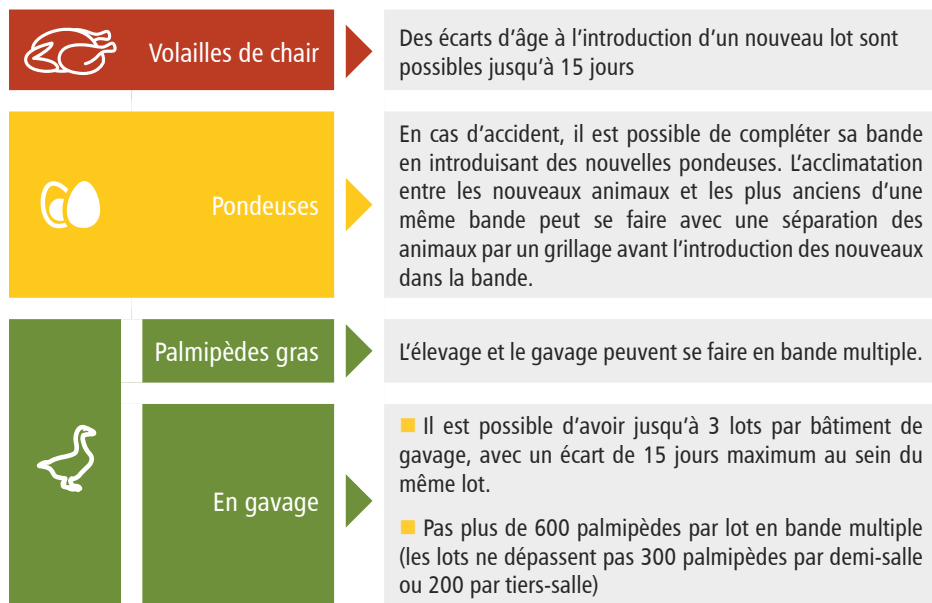 Volailles de chair
Des écarts d'âge à l'introduction d'un nouveau lot sont
possibles jusqu'à 15 jours
Pondeuses
En cas d'accident, il est possible de compléter sa bande
en introduisant des nouvelles pondeuses. L'acclimatation
entre les nouveaux animaux et les plus anciens d'une
même bande peut se faire avec une séparation des
animaux par un grillage avant l'introduction des nouveaux
dans la bande.
Palmipèdes gras
L'élevage et le gavage peuvent se faire en bande multiple.
En gavage
Il est possible d'avoir jusqu'à 3 lots par bâtiment de
gavage, avec un écart de 15 jours maximum au sein du
même lot.
Pas plus de 600 palmipèdes par lot en bande multiple
(les lots ne dépassent pas 300 palmipèdes par demi-salle
ou 200 par tiers-salle)